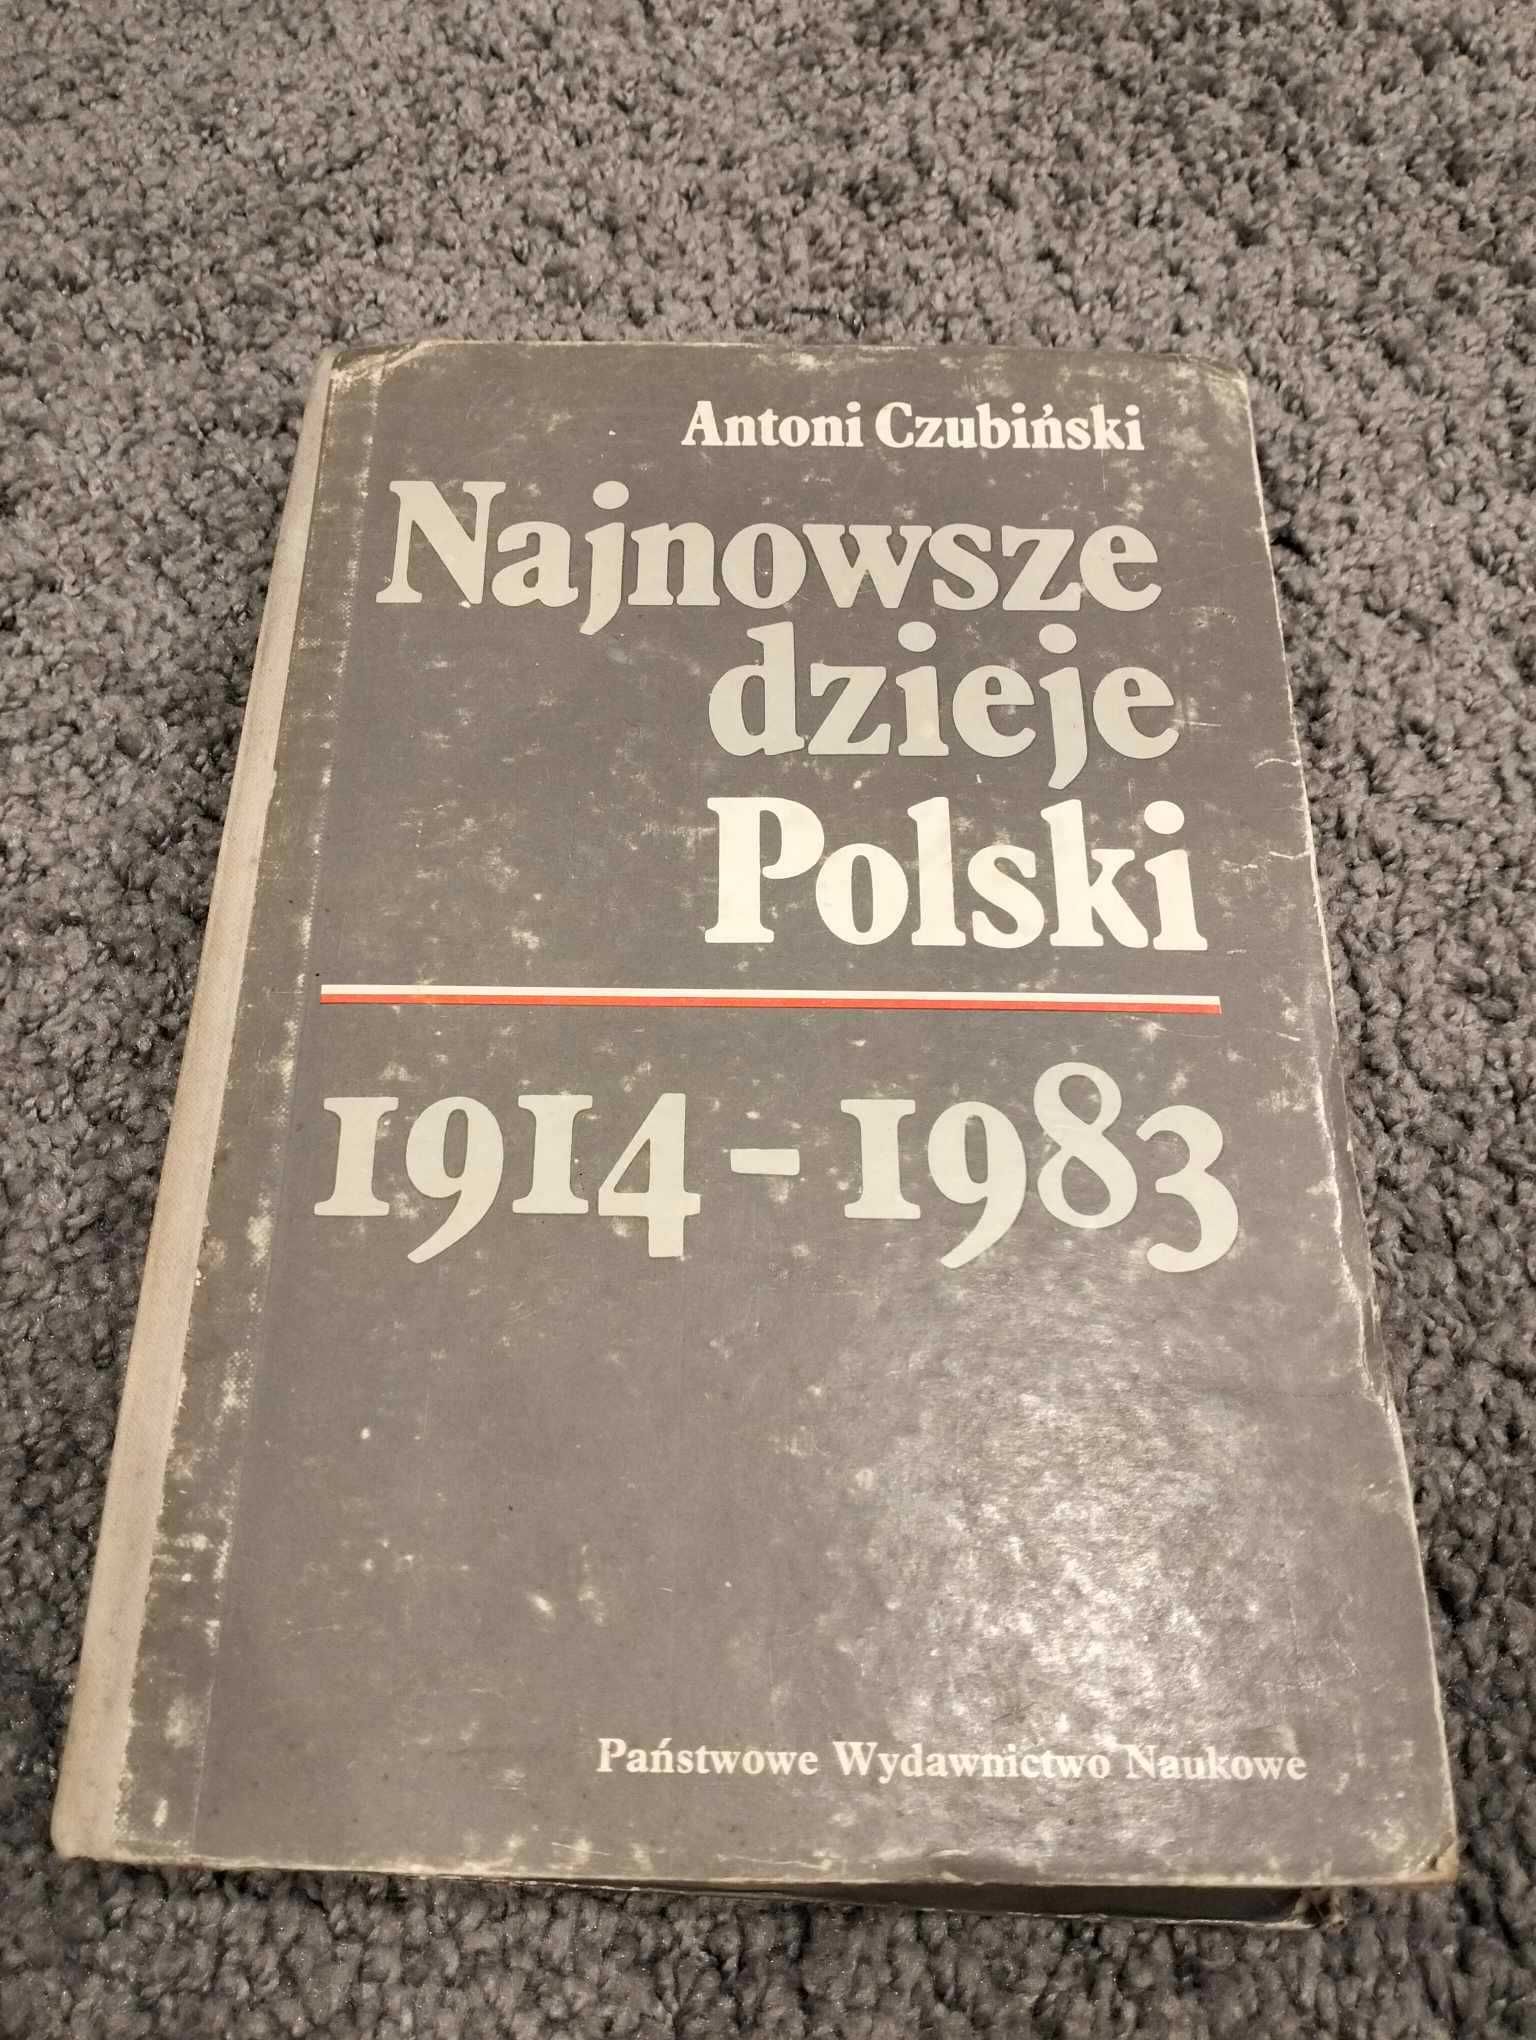 Antoni Czubiński
Najnowsze
dzieje
Polski
1914-1983
Państwowe Wydawnictwo Naukowe